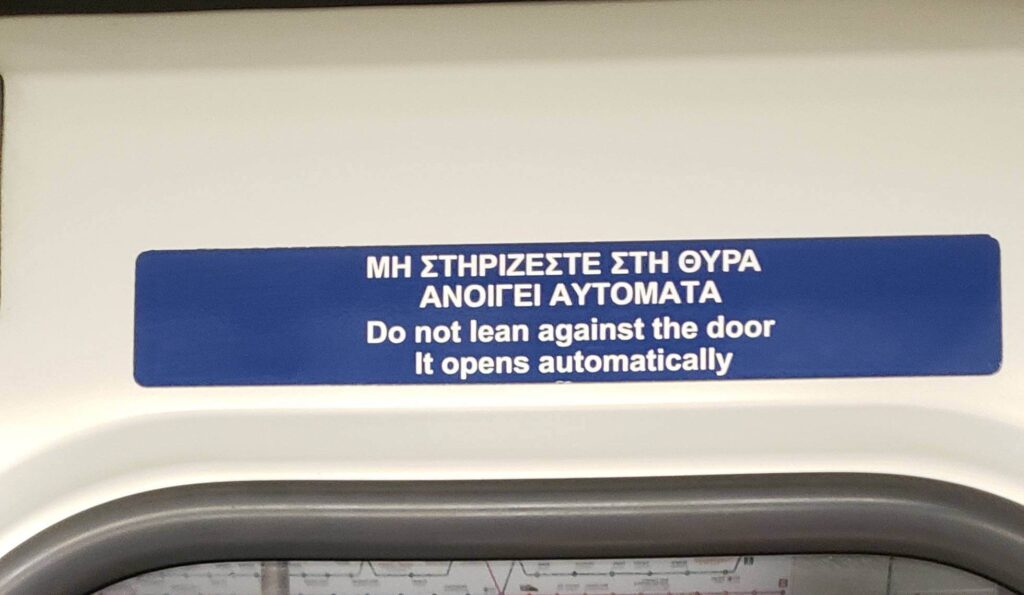 ΜΗ ΣΤΗΡΙΖΕΣΤΕ ΣΤΗ ΘΥΡΑ
ΑΝΟΙΓΕΙ ΑΥΤΟΜΑΤΑ
Do not lean against the door
It opens automatically